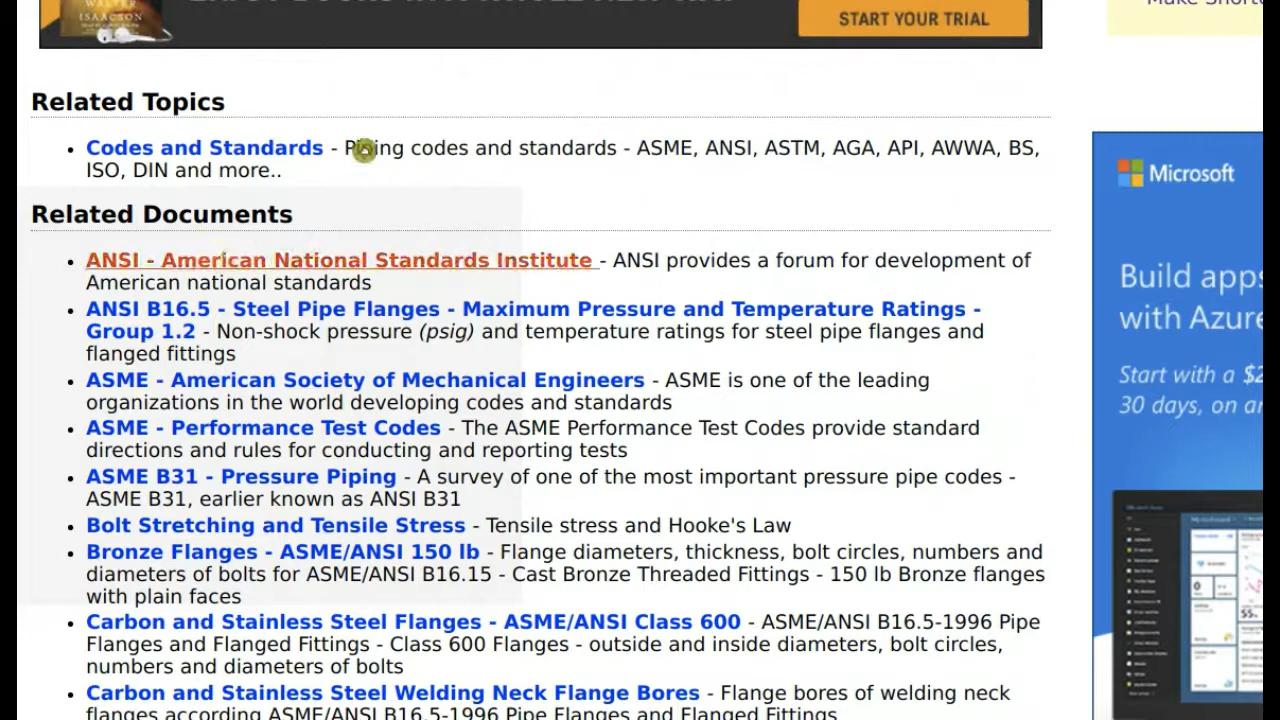 WALTER
ISAACSON
START YOUR TRIAL
Related Topics
• Codes and Standards - Piping codes and standards - ASME, ANSI, ASTM, AGA, API, AWWA, BS,
ISO, DIN and more..
Related Documents
• ANSI - American National Standards Institute - ANSI provides a forum for development of
American national standards
• ANSI B16.5 - Steel Pipe Flanges - Maximum Pressure and Temperature Ratings -
Group 1.2 - Non-shock pressure (psig) and temperature ratings for steel pipe flanges and
flanged fittings
• ASME - American Society of Mechanical Engineers - ASME is one of the leading
organizations in the world developing codes and standards
• ASME - Performance Test Codes - The ASME Performance Test Codes provide standard
directions and rules for conducting and reporting tests
• ASME B31 - Pressure Piping - A survey of one of the most important pressure pipe codes -
ASME B31, earlier known as ANSI B31
• Bolt Stretching and Tensile Stress - Tensile stress and Hooke's Law
• Bronze Flanges - ASME/ANSI 150 lb - Flange diameters, thickness, bolt circles, numbers and
diameters of bolts for ASME/ANSI B16.15 - Cast Bronze Threaded Fittings - 150 lb Bronze flanges
with plain faces
• Carbon and Stainless Steel Flanges - ASME/ANSI Class 600 - ASME/ANSI B16.5-1996 Pipe
Flanges and Flanged Fittings - Class 600 Flanges - outside and inside diameters, bolt circles,
numbers and diameters of bolts
• Carbon and Stainless Steel Welding Neck Flange Bores - Flange bores of welding neck
flanges according ASME/ANSI B16.5-1996 Pipe Flanges and Flanged Fittings
Microsoft
Build apps
with Azure
Start with a $2
30 days, on a